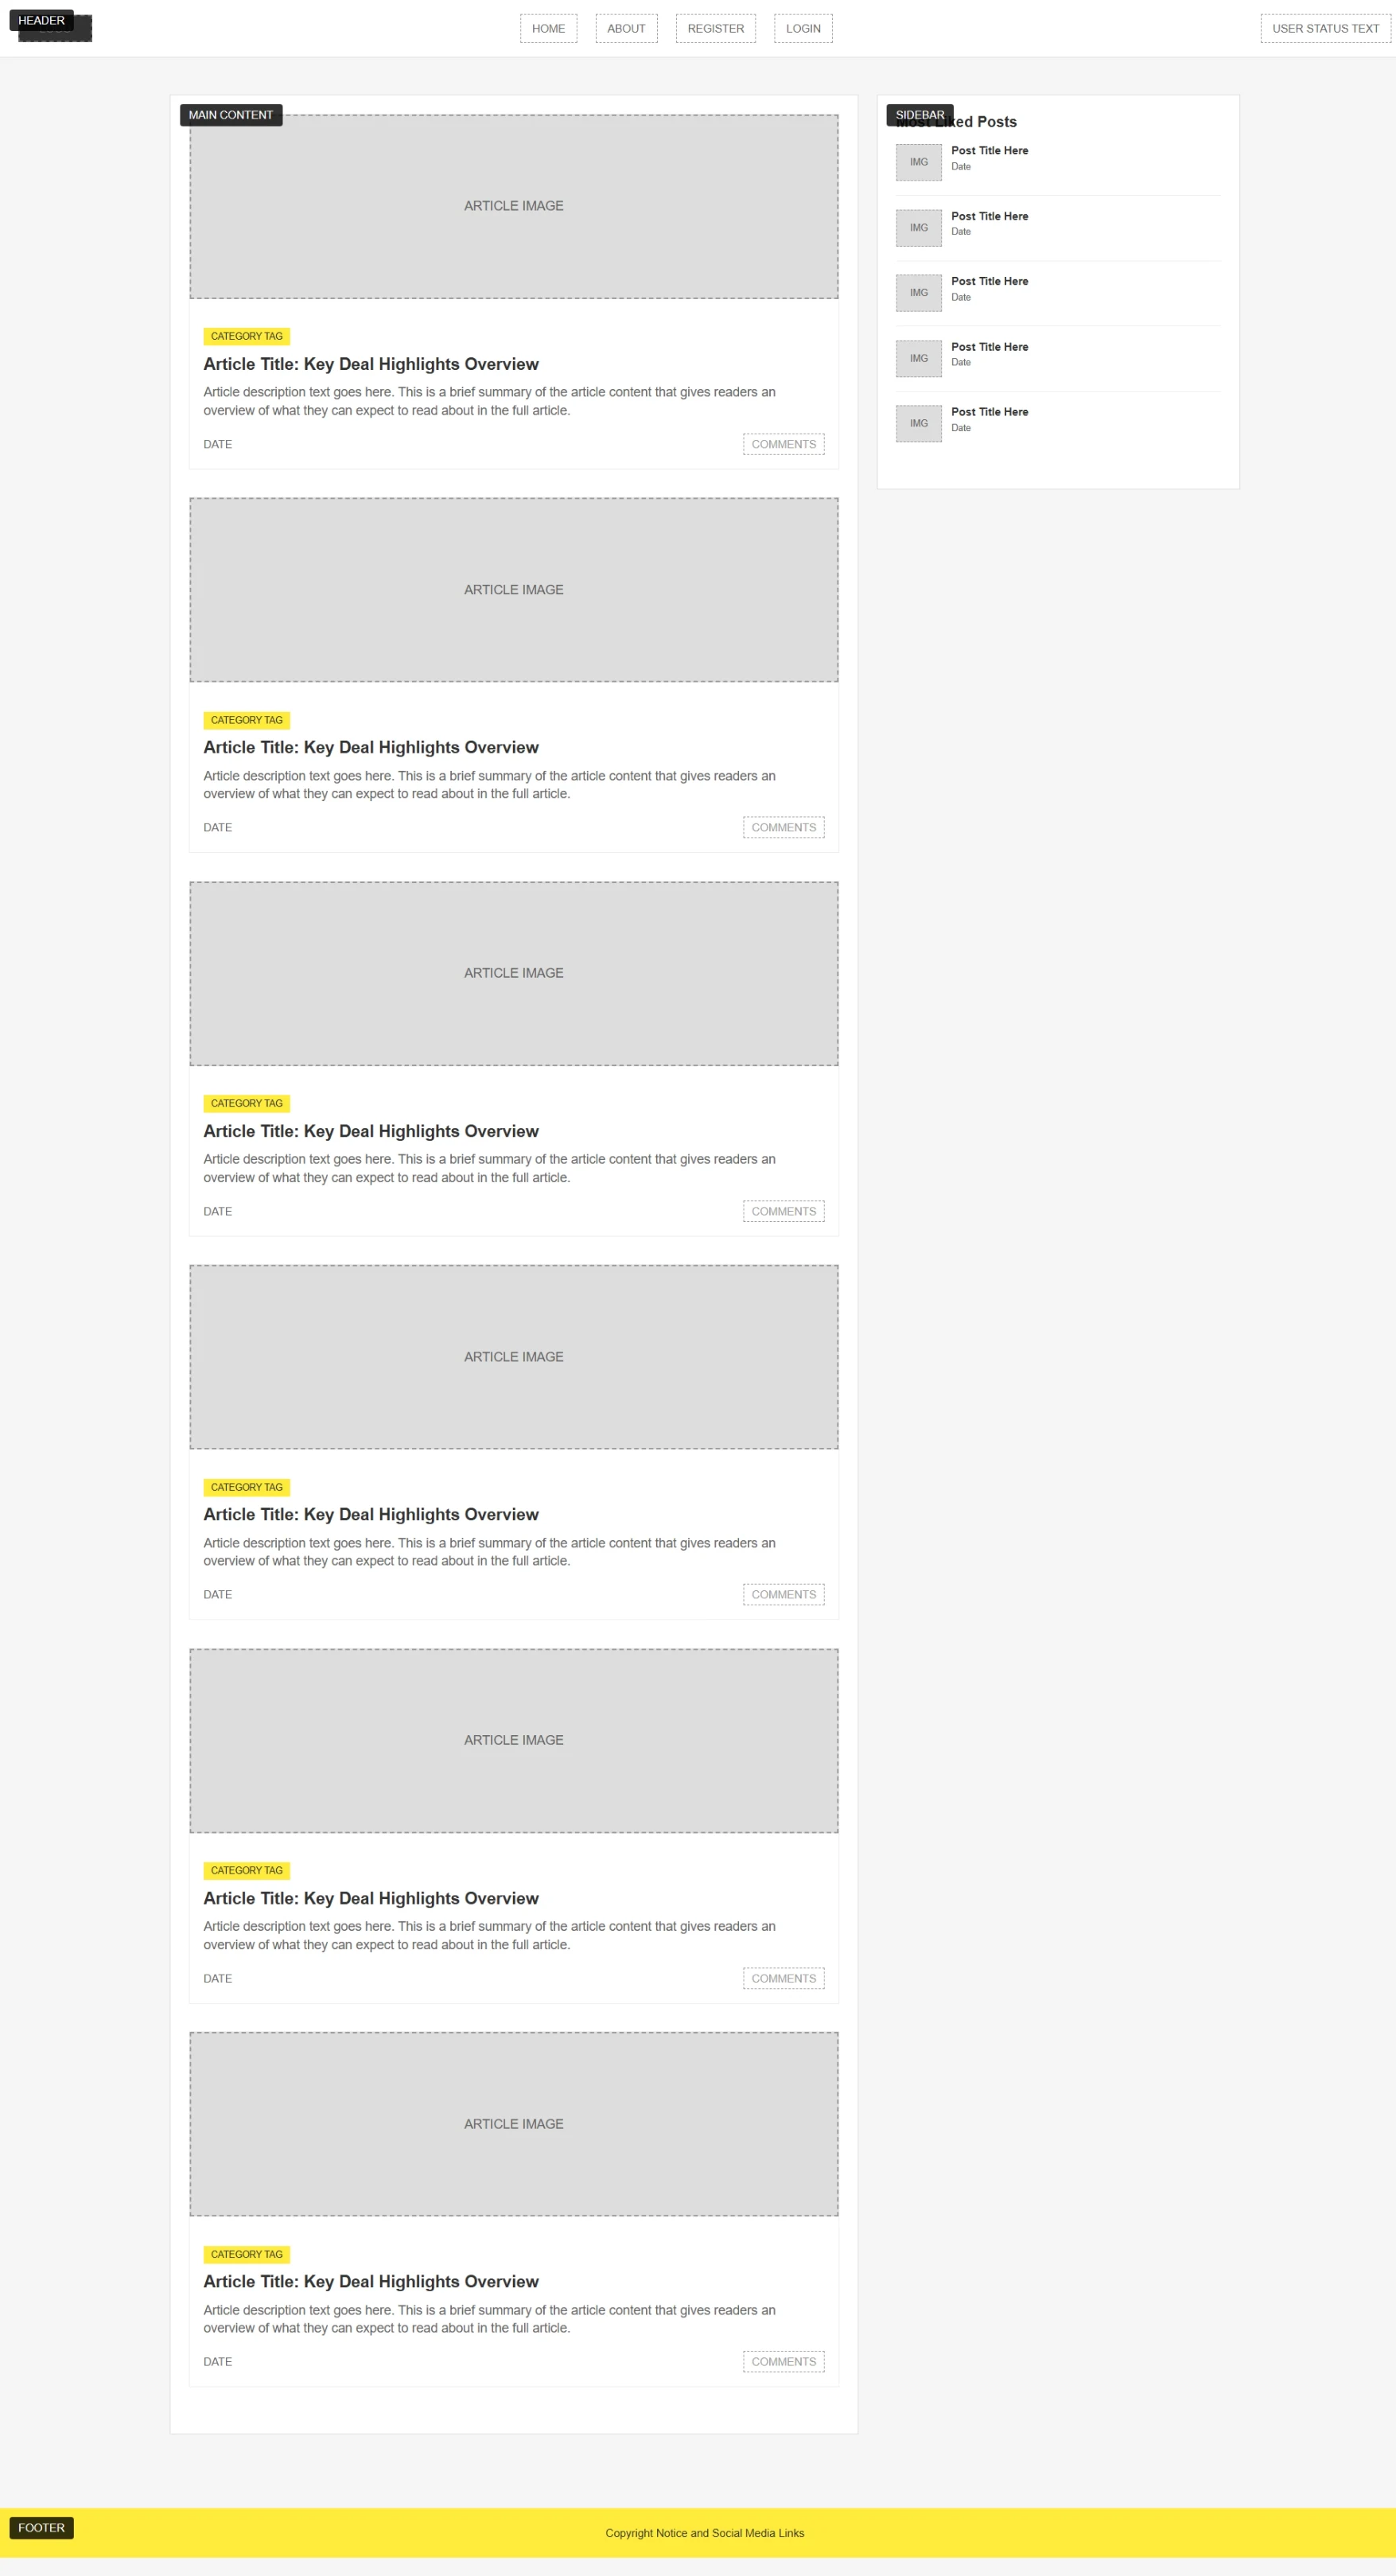 HEADER
HOME
ABOUT
REGISTER
LOGIN
USER STATUS TEXT
MAIN CONTENT
ARTICLE IMAGE
CATEGORY TAG
Article Title: Key Deal Highlights Overview
Article description text goes here. This is a brief summary of the article content that gives readers an
overview of what they can expect to read about in the full article.
DATE
COMMENTS
ARTICLE IMAGE
CATEGORY TAG
Article Title: Key Deal Highlights Overview
Article description text goes here. This is a brief summary of the article content that gives readers an
overview of what they can expect to read about in the full article.
DATE
COMMENTS
ARTICLE IMAGE
CATEGORY TAG
Article Title: Key Deal Highlights Overview
Article description text goes here. This is a brief summary of the article content that gives readers an
overview of what they can expect to read about in the full article.
DATE
COMMENTS
ARTICLE IMAGE
CATEGORY TAG
Article Title: Key Deal Highlights Overview
Article description text goes here. This is a brief summary of the article content that gives readers an
overview of what they can expect to read about in the full article.
DATE
COMMENTS
ARTICLE IMAGE
CATEGORY TAG
Article Title: Key Deal Highlights Overview
Article description text goes here. This is a brief summary of the article content that gives readers an
overview of what they can expect to read about in the full article.
DATE
COMMENTS
ARTICLE IMAGE
CATEGORY TAG
Article Title: Key Deal Highlights Overview
Article description text goes here. This is a brief summary of the article content that gives readers an
overview of what they can expect to read about in the full article.
DATE
COMMENTS
SIDEBAR
Most Liked Posts
IMG
Post Title Here
Date
IMG
Post Title Here
Date
IMG
Post Title Here
Date
IMG
Post Title Here
Date
IMG
Post Title Here
Date
FOOTER
Copyright Notice and Social Media Links